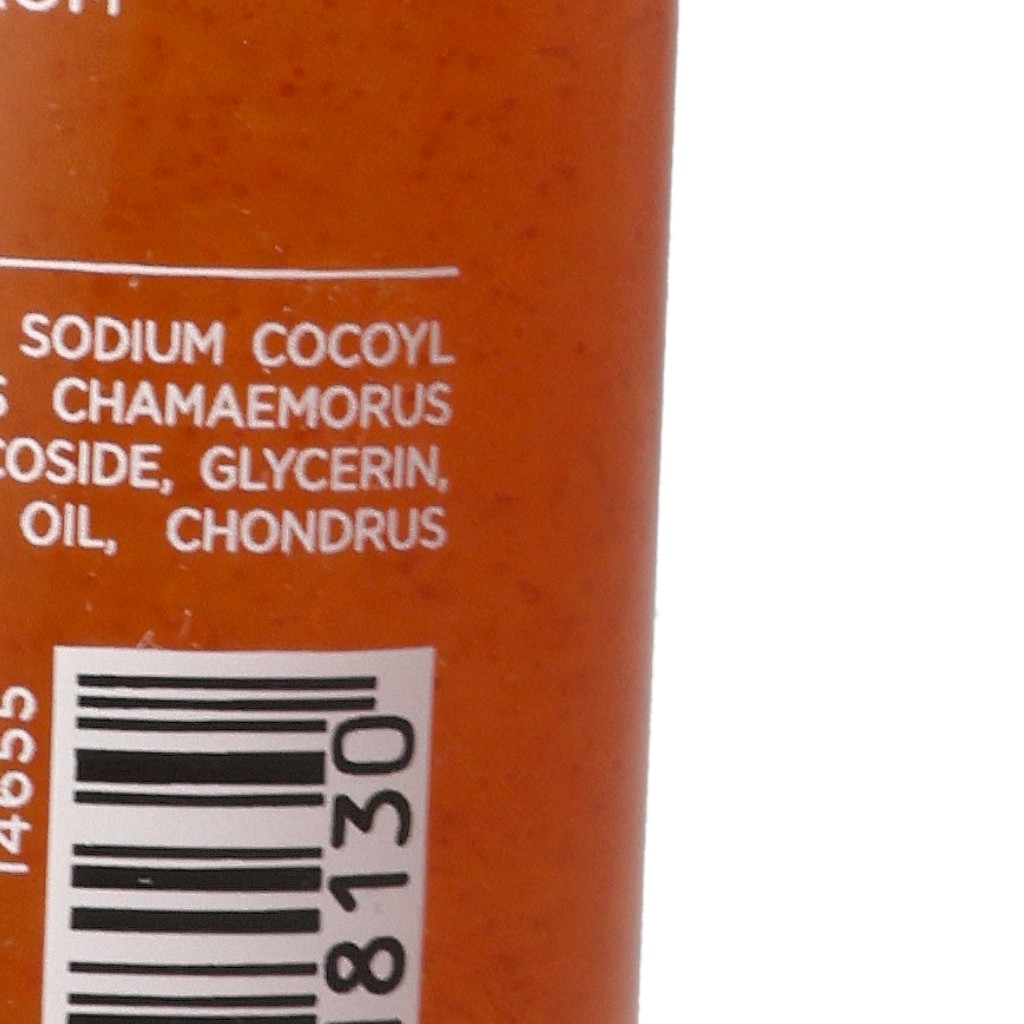 SODIUM COCOYL
CHAMAEMORUS
COSIDE, GLYCERIN,
OIL, CHONDRUS
14655
8130